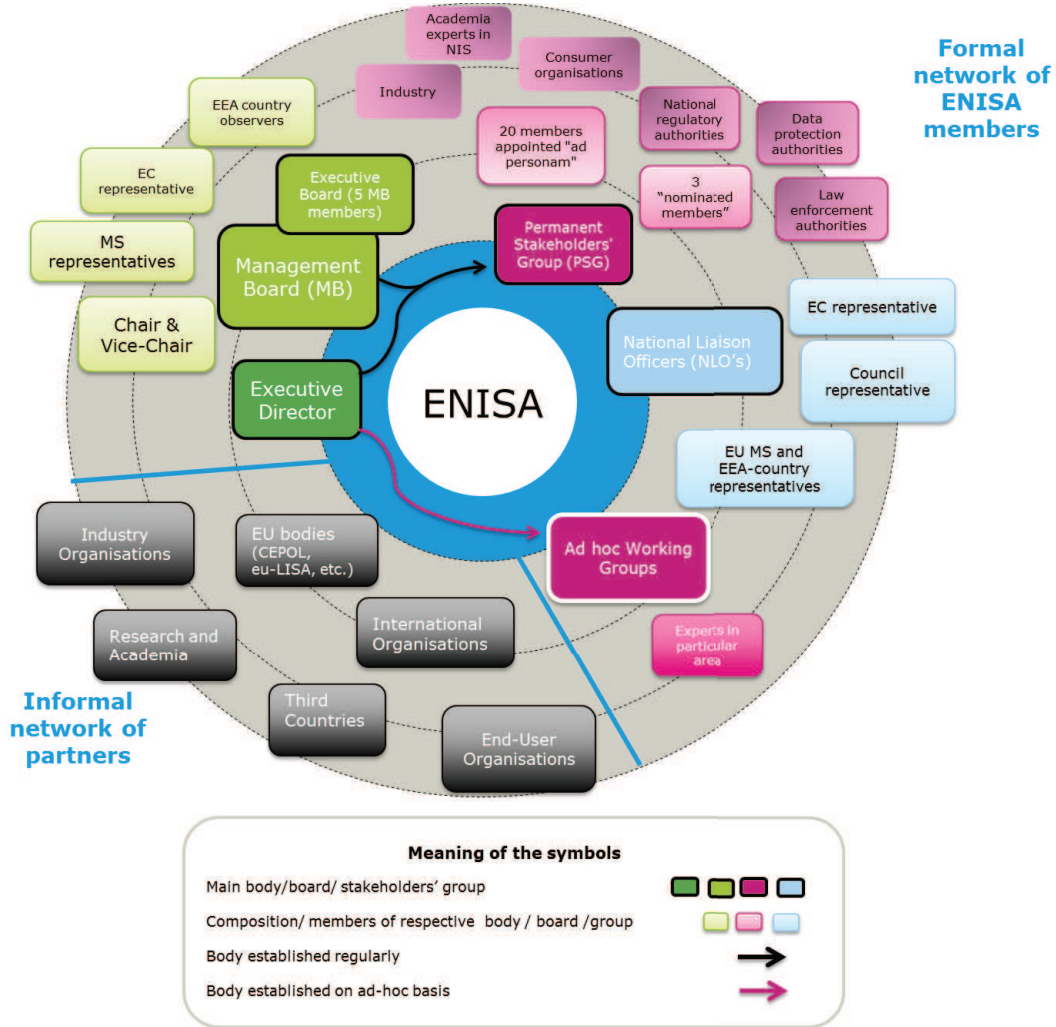 Academia
experts in
NIS
Consumer
organisations
Formal
network of
ENISA
members
Industry
EEA country
observers
National
regulatory
authorities
Data
protection
authorities
20 members
appointed "ad
personam"
EC
representative
Executive
Board (5 MB
members)
3
“nominated
members”
Law
enforcement
authorities
MS
representatives
Permanent
Stakeholders'
Group (PSG)
Management
Board (MB)
EC representative
Chair &
Vice-Chair
National Liaison
Officers (NLO’s)
Council
representative
Executive
Director
ENISA
EU MS and
EEA-country
representatives
Industry
Organisations
EU bodies
(CEPOL,
eu-LISA, etc.)
Ad hoc Working
Groups
Research and
Academia
International
Organisations
Experts in
particular
area
Informal
network of
partners
Third
Countries
End-User
Organisations
Meaning of the symbols
Main body/board/ stakeholders’ group
Composition/ members of respective body / board /group
Body established regularly
Body established on ad-hoc basis